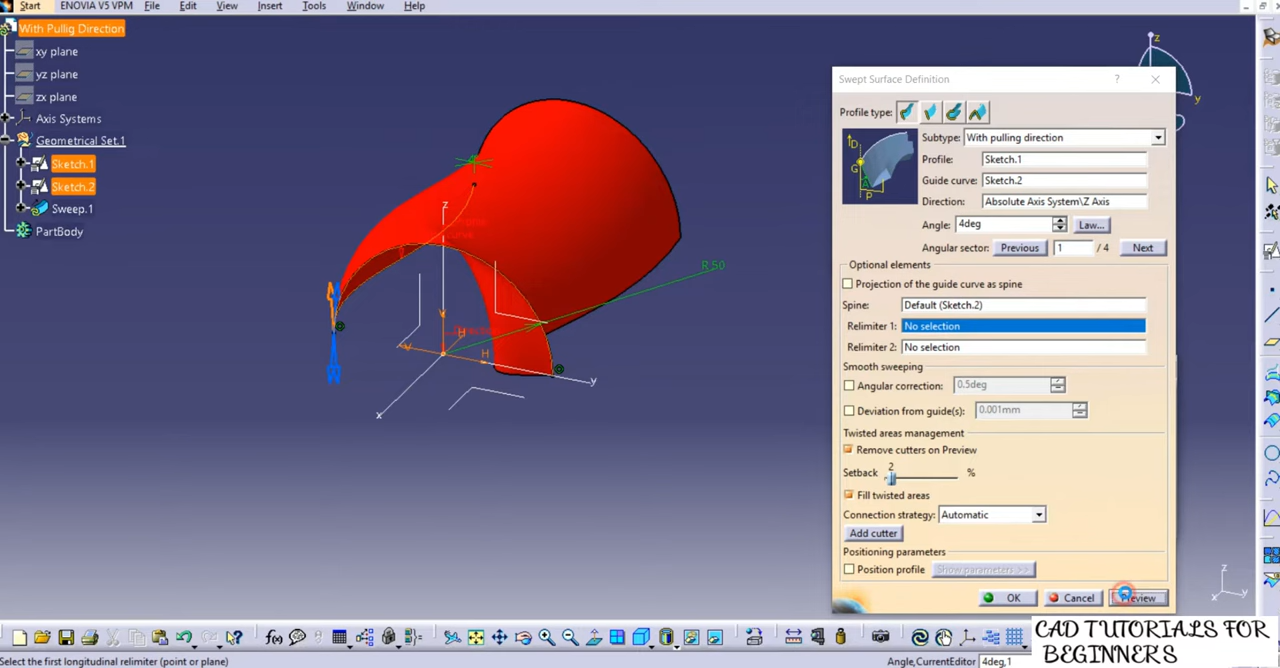 Start ENOVIA V5 VPM File Edit View Insert Tools Window Help
With Pullig Direction
xy plane
yz plane
zx plane
Axis Systems
Geometrical Set.1
Sketch.1
Sketch.2
Sweep.1
PartBody
z
y
z
R 50
V
H
H
y
x
Swept Surface Definition ?
Profile type:
Subtype: With pulling direction
Profile: Sketch.1
Guide curve: Sketch.2
Direction: Absolute Axis System\Z Axis
Angle: 4deg Law...
Angular sector: Previous 1 / 4 Next
Optional elements
Projection of the guide curve as spine
Spine: Default (Sketch.2)
Relimiter 1: No selection
Relimiter 2: No selection
Smooth sweeping
Angular correction: 0.5deg
Deviation from guide(s): 0.001mm
Twisted areas management
Remove cutters on Preview
2
Setback %
Fill twisted areas
Connection strategy: Automatic
Add cutter
Positioning parameters
Position profile Show parameters >>
OK Cancel Preview
z
x y
CAD TUTORIALS FOR
BEGINNERS
Select the first longitudinal relimiter (point or plane)
Angle,CurrentEditor 4deg,1